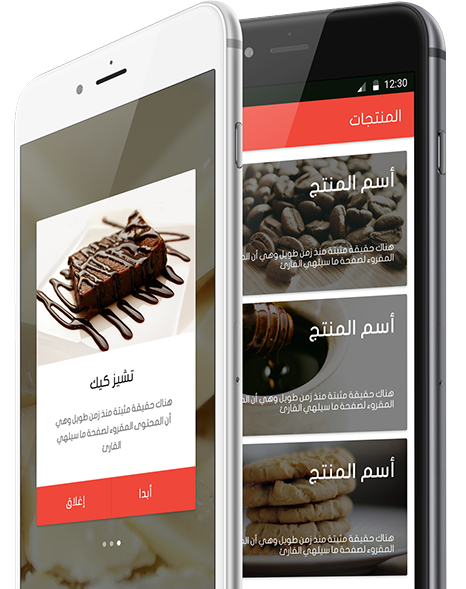 تشيز كيك
هناك حقيقة مثبتة منذ زمن طويل وهي
أن المحتوى المقروء لصفحة ما سيلهي
القارئ
أبدا
إغلاق
12:30
المنتجات
أسم المنتج
هناك حقيقة مثبتة منذ زمن طويل وهي أن
المقروء لصفحة ما سيلهي القارئ
أسم المنتج
هناك حقيقة مثبتة منذ زمن طويل وهي أن
المقروء لصفحة ما سيلهي القارئ
أسم المنتج
هناك حقيقة مثبتة منذ زمن طويل وهي أن
المقروء لصفحة ما سيلهي القارئ